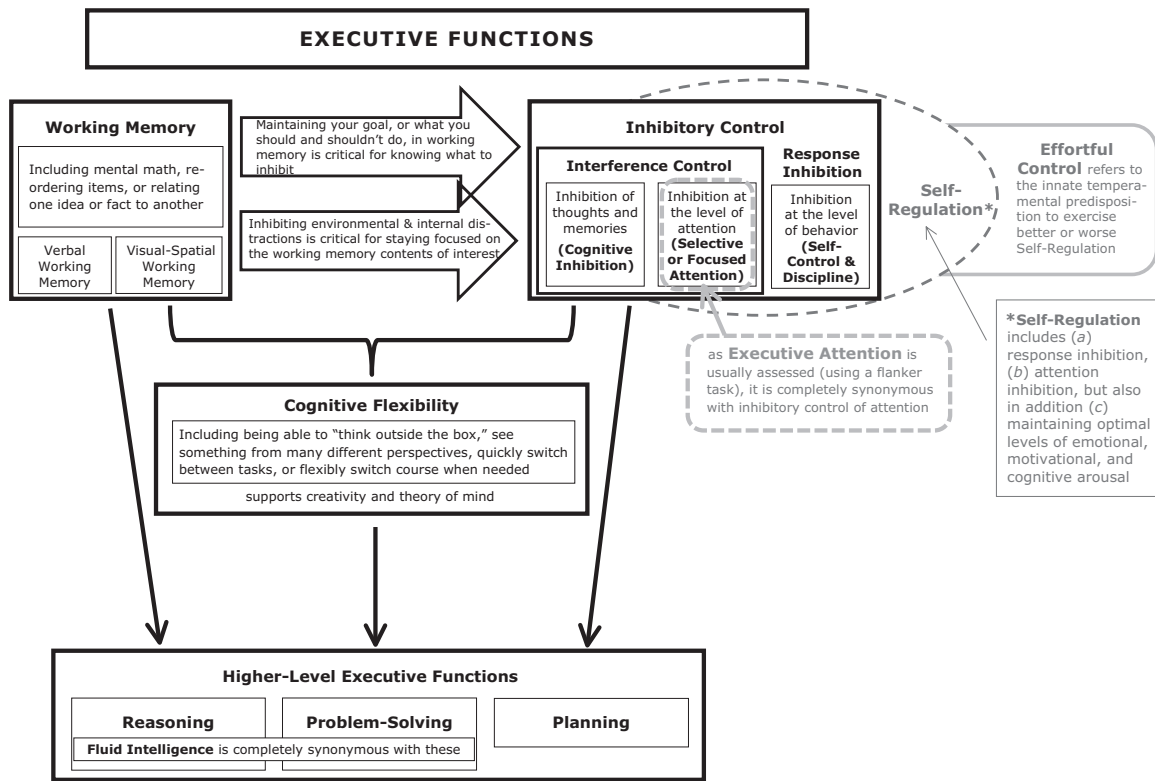 EXECUTIVE FUNCTIONS
Working Memory
Including mental math, re-
ordering items, or relating
one idea or fact to another
Verbal
Working
Memory
Visual-Spatial
Working
Memory
Maintaining your goal, or what you
should and shouldn’t do, in working
memory is critical for knowing what to
inhibit
Inhibiting environmental & internal dis-
tractions is critical for staying focused on
the working memory contents of interest
Inhibitory Control
Interference Control
Inhibition of
thoughts and
memories
(Cognitive
Inhibition)
Inhibition at
the level of
attention
(Selective
or Focused
Attention)
Response
Inhibition
Inhibition
at the level
of behavior
(Self-
Control &
Discipline)
Self-
Regulation*
Effortful
Control refers to
the innate tempera-
mental predisposi-
tion to exercise
better or worse
Self-Regulation
as Executive Attention is
usually assessed (using a flanker
task), it is completely synonymous
with inhibitory control of attention
*Self-Regulation
includes (a)
response inhibition,
(b) attention
inhibition, but also
in addition (c)
maintaining optimal
levels of emotional,
motivational, and
cognitive arousal
Cognitive Flexibility
Including being able to “think outside the box,” see
something from many different perspectives, quickly switch
between tasks, or flexibly switch course when needed
supports creativity and theory of mind
Higher-Level Executive Functions
Reasoning
Problem-Solving
Planning
Fluid Intelligence is completely synonymous with these